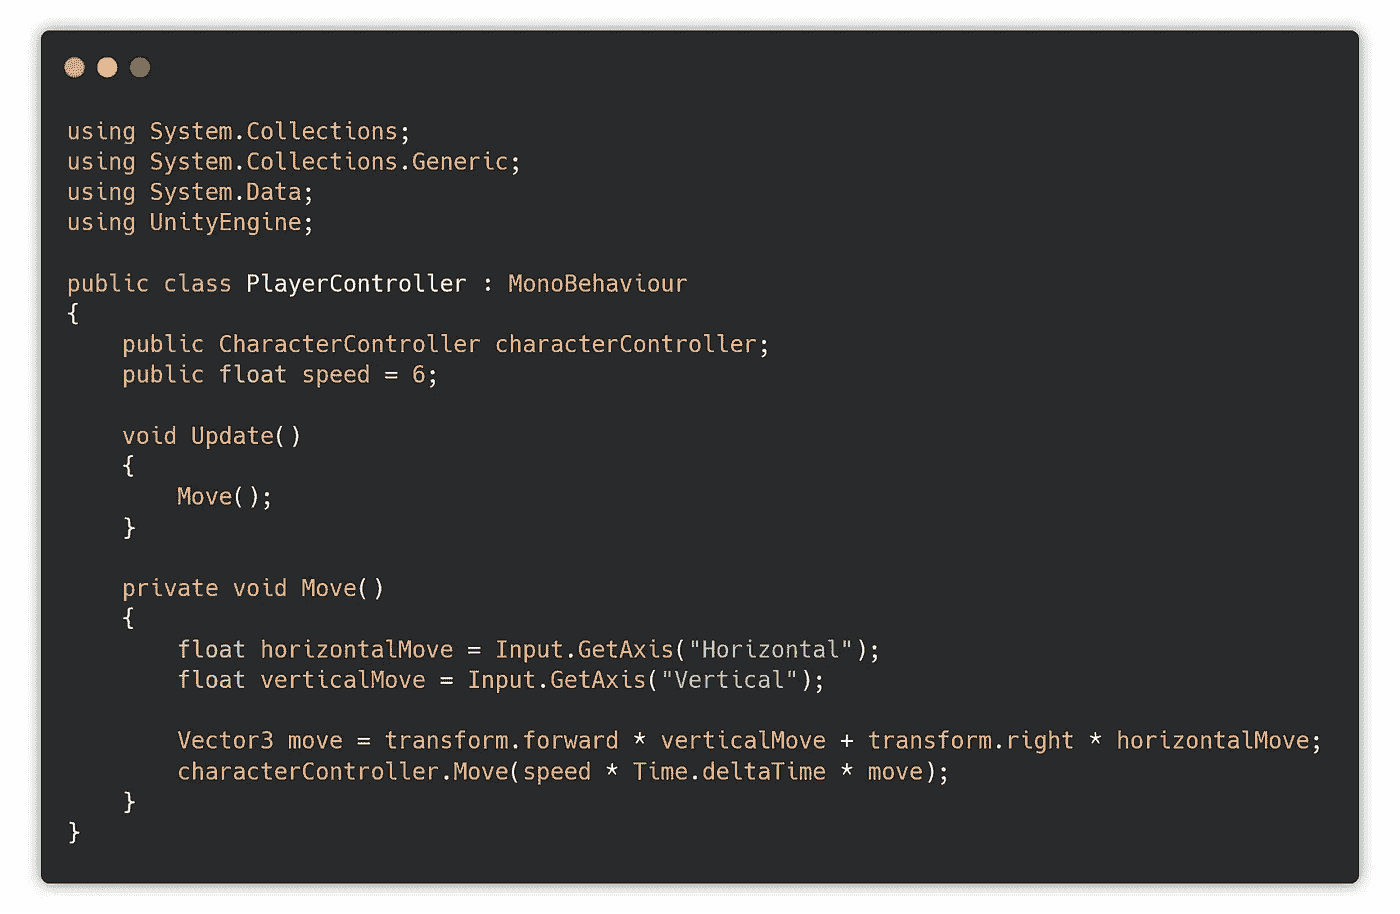 using System.Collections;
using System.Collections.Generic;
using System.Data;
using UnityEngine;

public class PlayerController : MonoBehaviour
{
    public CharacterController characterController;
    public float speed = 6;

    void Update()
    {
        Move();
    }

    private void Move()
    {
        float horizontalMove = Input.GetAxis("Horizontal");
        float verticalMove = Input.GetAxis("Vertical");

        Vector3 move = transform.forward * verticalMove + transform.right * horizontalMove;
        characterController.Move(speed * Time.deltaTime * move);
    }
}